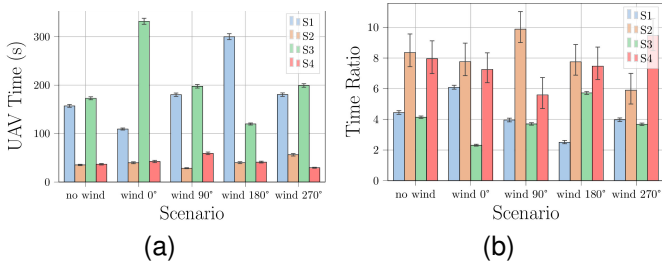 UAV Time (s)
300
200
100
0
S1
S2
S3
S4
no wind wind 0° wind 90° wind 180° wind 270°
Scenario
(a)
Time Ratio
10
8
6
4
2
0
S1
S2
S3
S4
no wind wind 0° wind 90° wind 180° wind 270°
Scenario
(b)